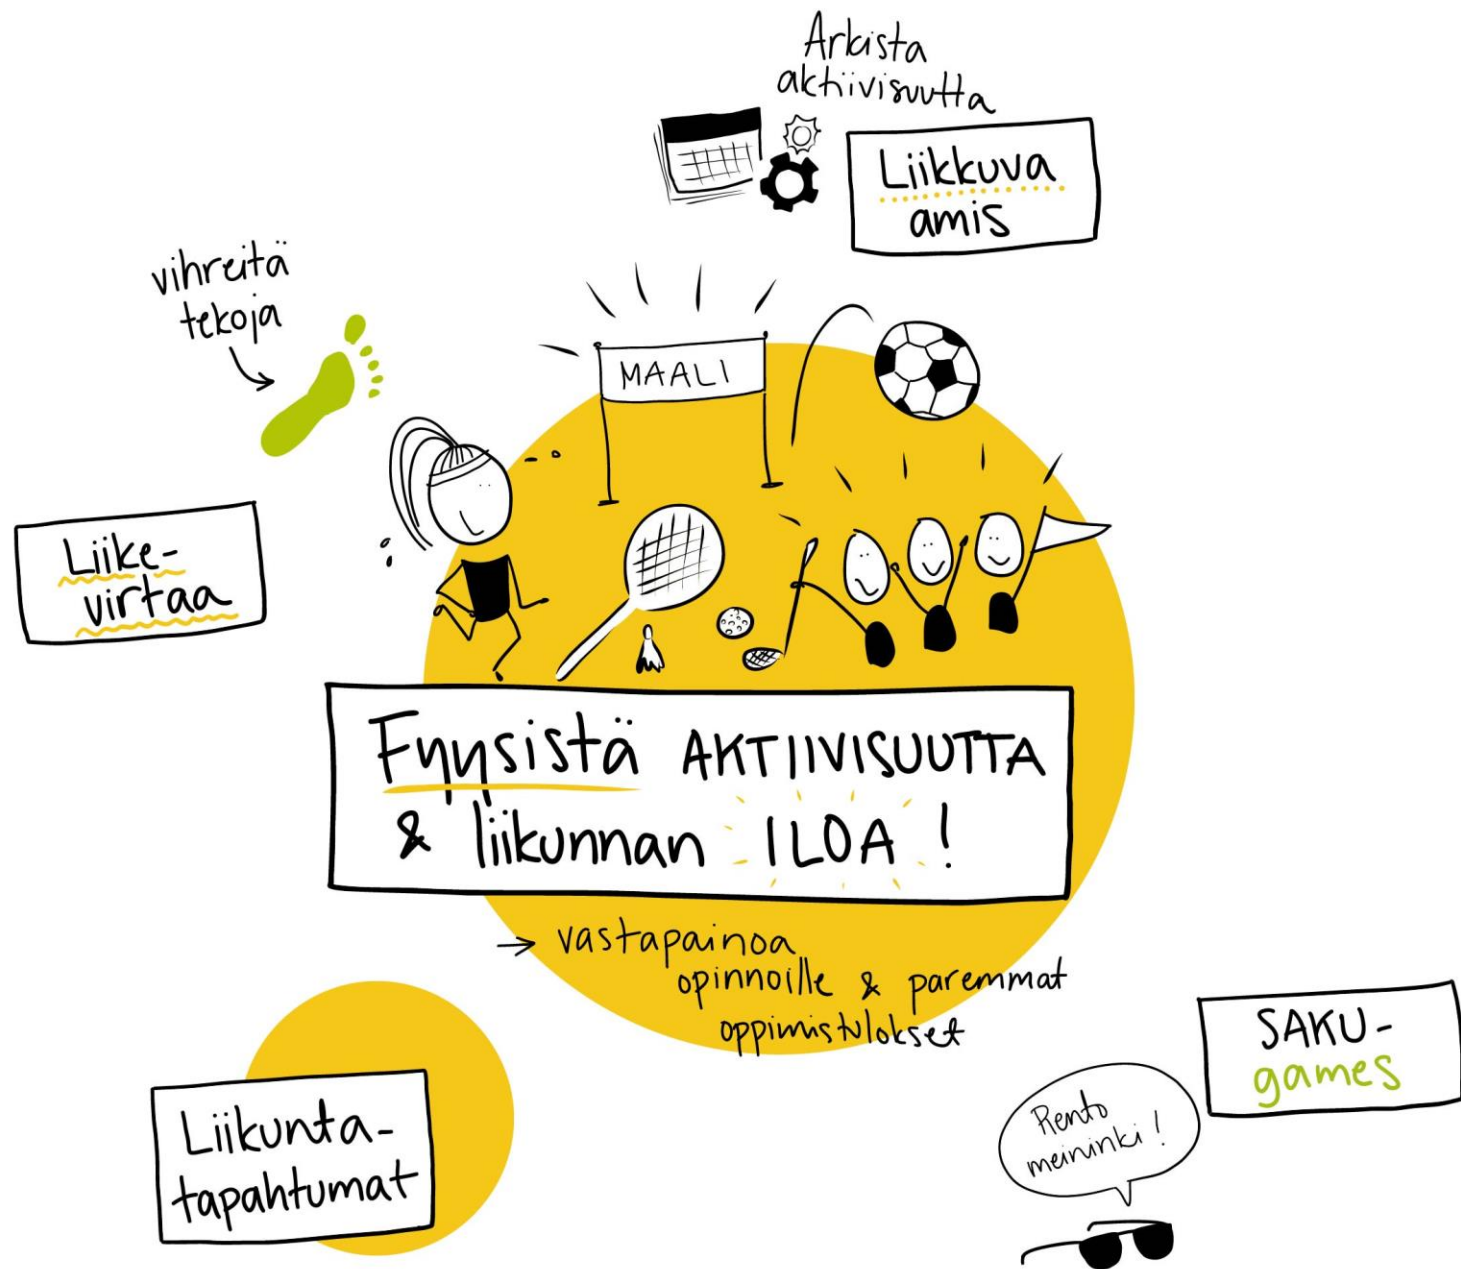 Arkista
aktiivisuutta
Liikkuva
amis
vihreitä
tekoja
MAALI
Liike-
virtaa
Fyysistä AKTIIVISUUTTA
& liikunnan ILOA !
→ vastapainoa
opinnoille & paremmat
oppimistulokset
SAKU-
games
Liikunta-
tapahtumat
Rento
meininki !